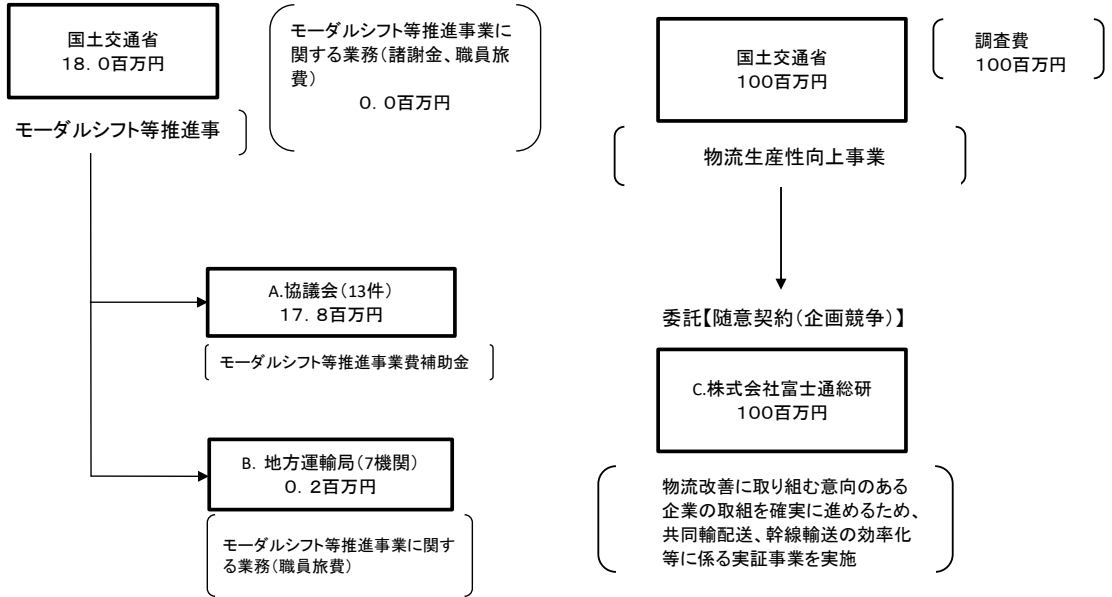 国土交通省
18．0百万円
モーダルシフト等推進事業に
関する業務（諸謝金、職員旅
費）
0．0百万円
モーダルシフト等推進事
A.協議会（13件）
17．8百万円
モーダルシフト等推進事業費補助金
B．地方運輸局（7機関）
0．2百万円
モーダルシフト等推進事業に関す
る業務（職員旅費）
国土交通省
100百万円
調査費
100百万円
物流生産性向上事業
委託【随意契約（企画競争）】
C.株式会社富士通総研
100百万円
物流改善に取り組む意向のある
企業の取組を確実に進めるため、
共同輸配送、幹線輸送の効率化
等に係る実証事業を実施